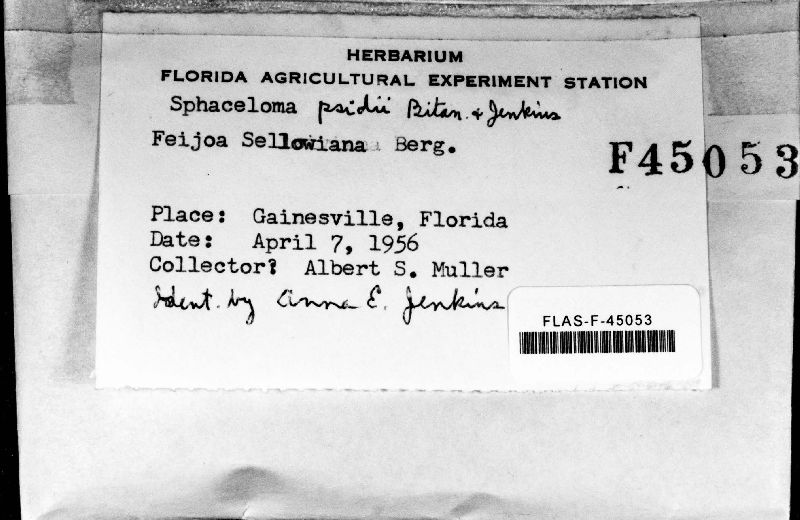 HERBARIUM
FLORIDA AGRICULTURAL EXPERIMENT STATION
Sphaceloma psidii Bitan. & Jenkins
Feijoa Sellowiana Berg.
F45053
Place: Gainesville, Florida
Date: April 7, 1956
Collector? Albert S. Muller
Ident. by Anna E. Jenkins
FLAS-F-45053